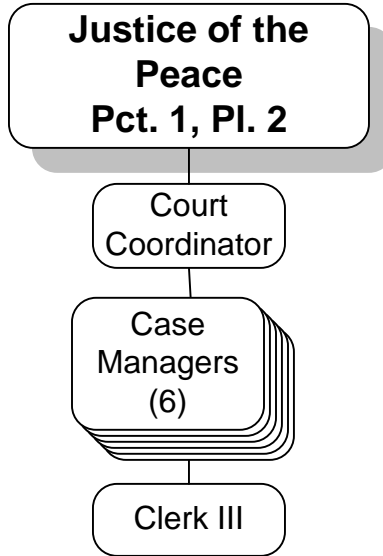 Justice of the
Peace
Pct. 1, Pl. 2
Court
Coordinator
Case
Managers
(6)
Clerk III